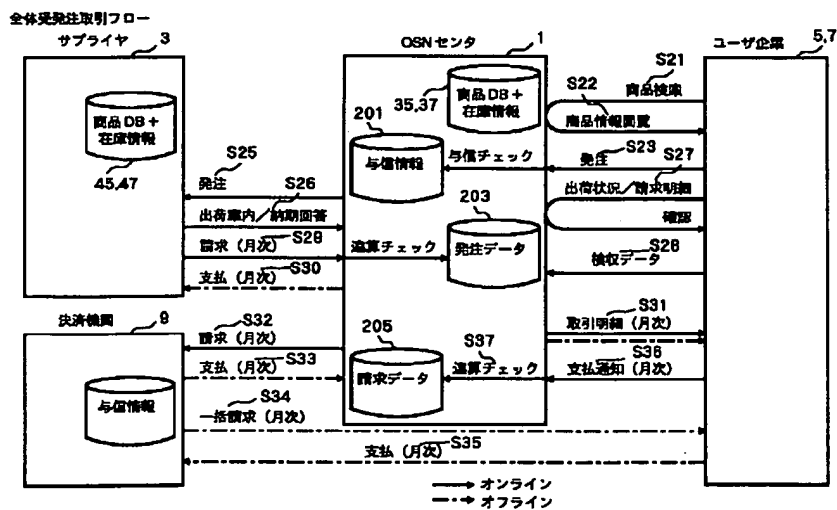 全体受発注取引フロー
サプライヤ
3
OSNセンタ
1
ユーザ企業
5,7
商品DB+
在庫情報
45,47
35,37
商品DB+
在庫情報
S21
商品検索
S22
商品情報閲覧
201
与信情報
与信チェック
S23
発注
S27
出荷状況/請求明細
確認
S25
発注
S26
出荷案内/納期回答
S29
請求(月次)
違算チェック
203
発注データ
S28
検収データ
S30
支払(月次)
決済機関
9
S31
取引明細(月次)
S32
請求(月次)
205
請求データ
S37
違算チェック
S36
支払通知(月次)
S33
支払(月次)
与信情報
S34
一括請求(月次)
S35
支払(月次)
オンライン
オフライン